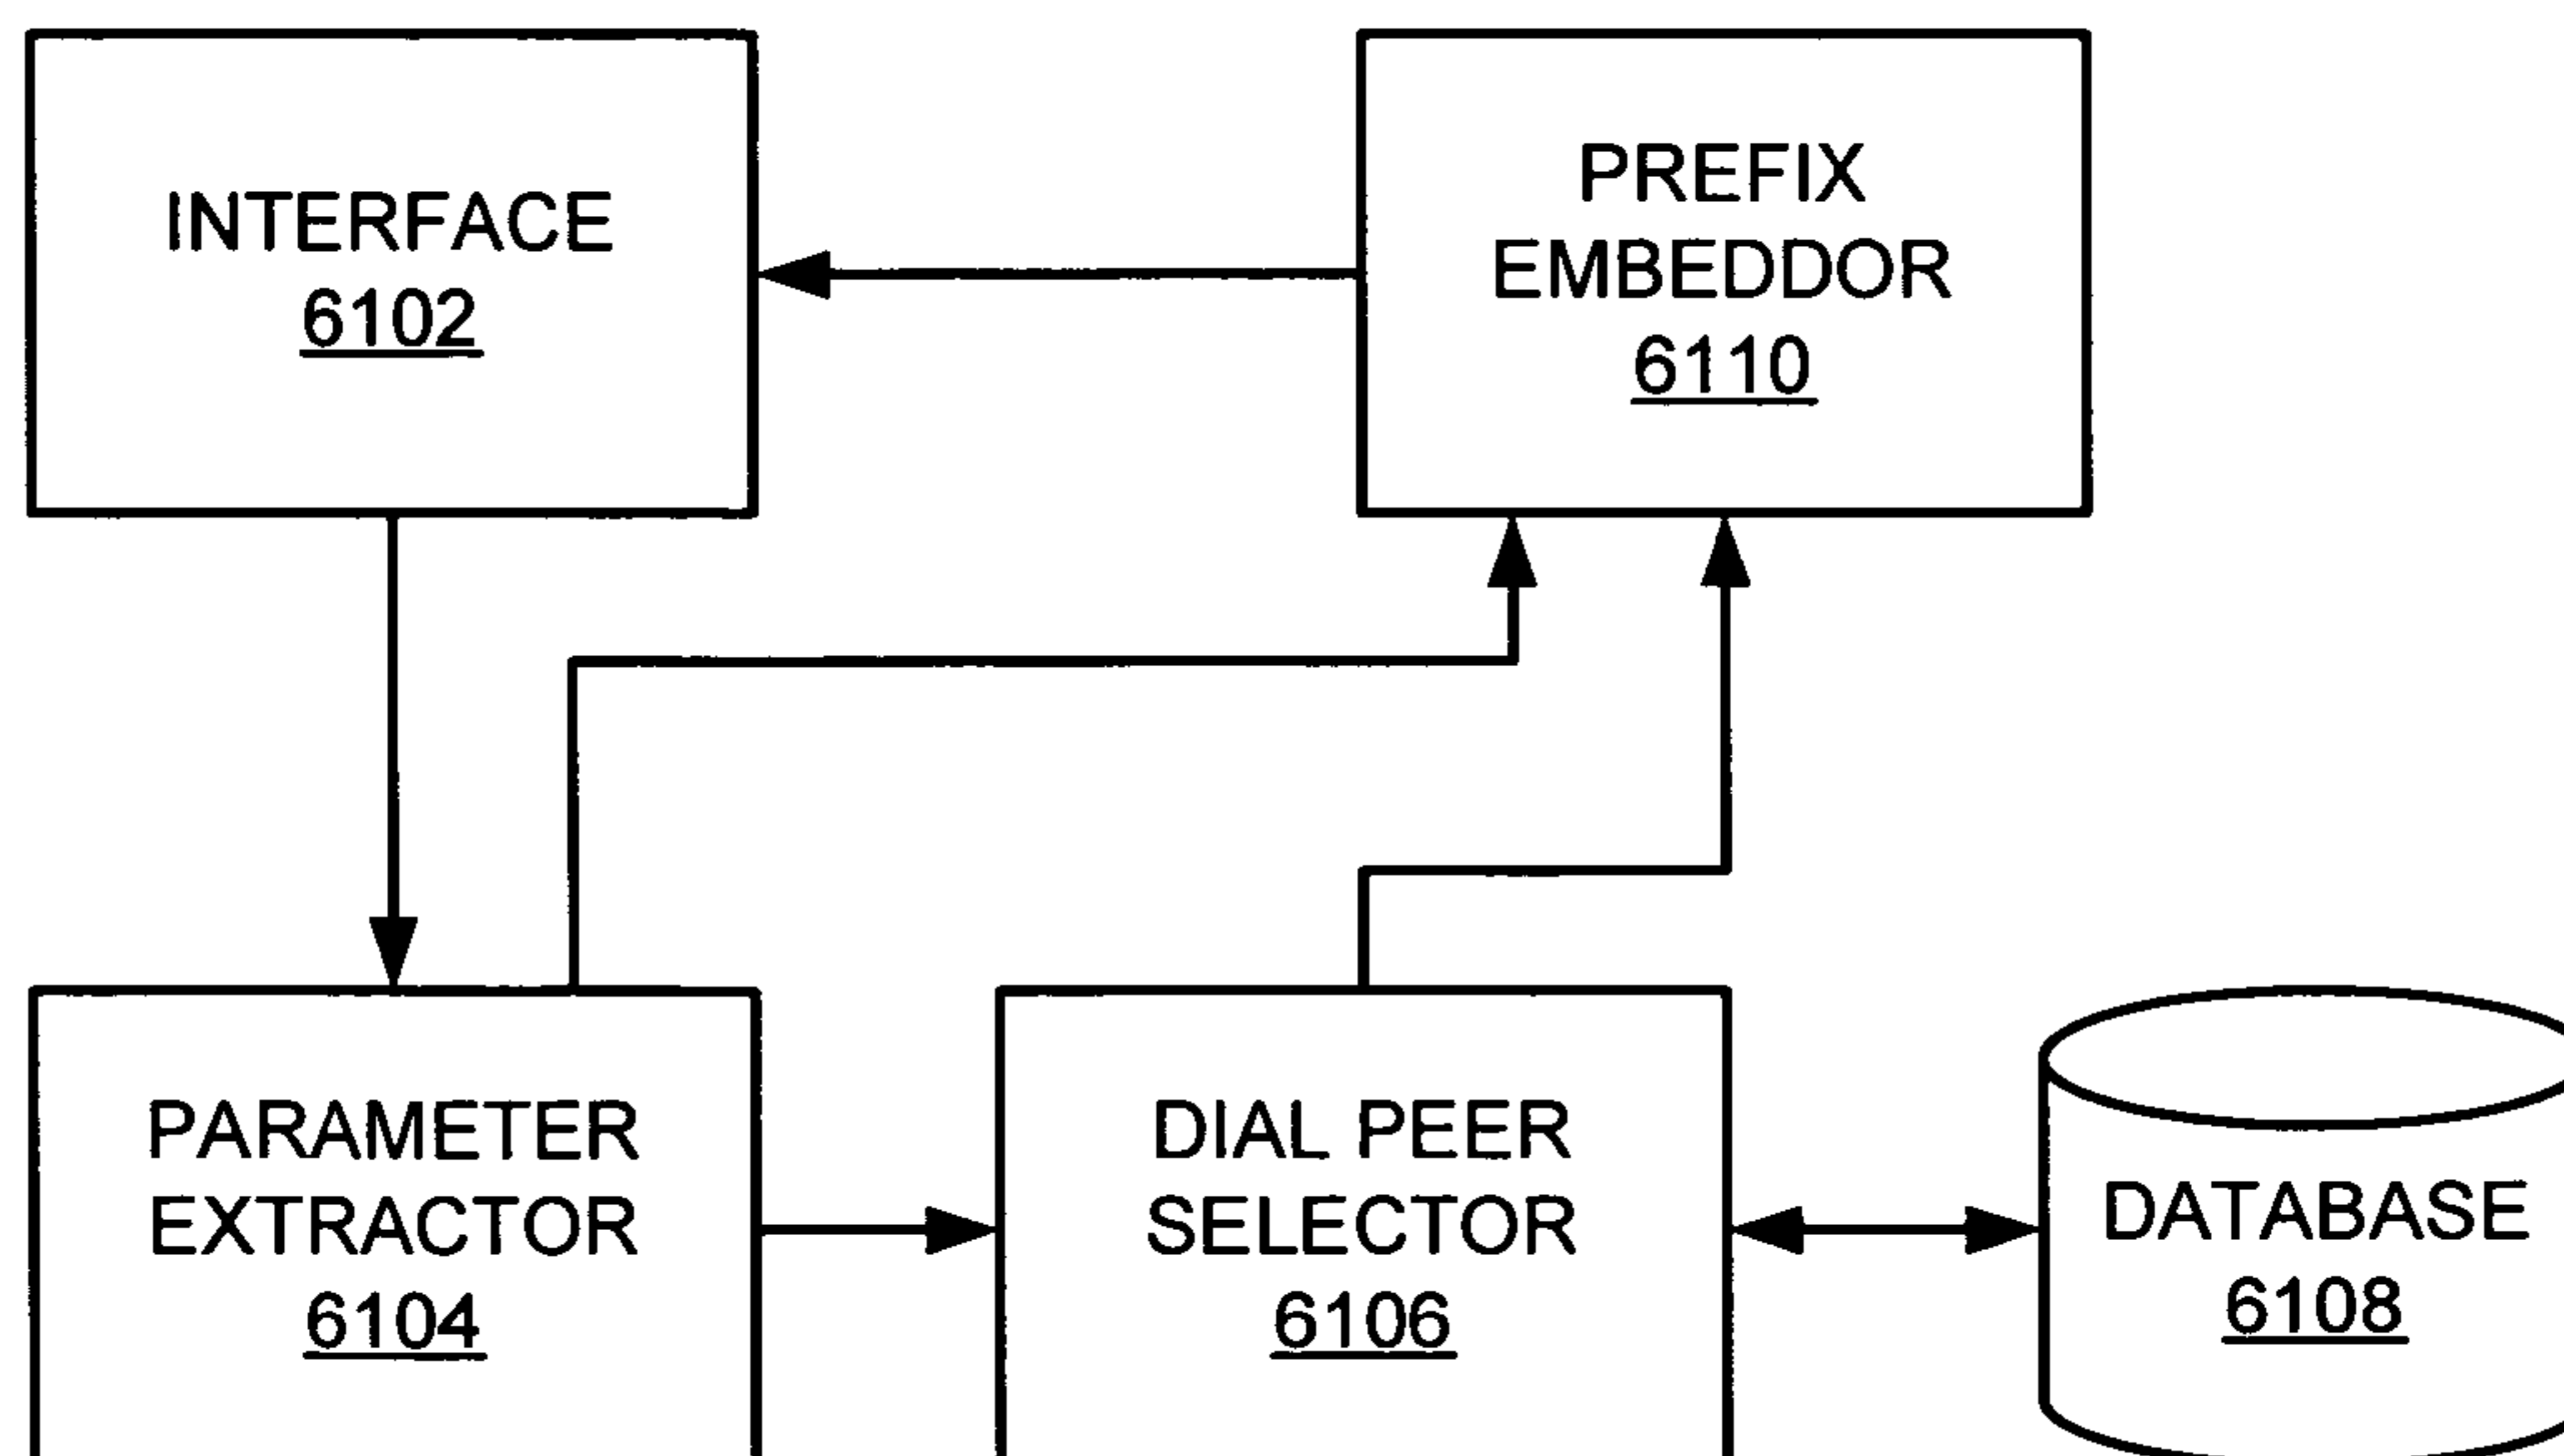 INTERFACE
6102
PREFIX
EMBEDDOR
6110
PARAMETER
EXTRACTOR
6104
DIAL PEER
SELECTOR
6106
DATABASE
6108